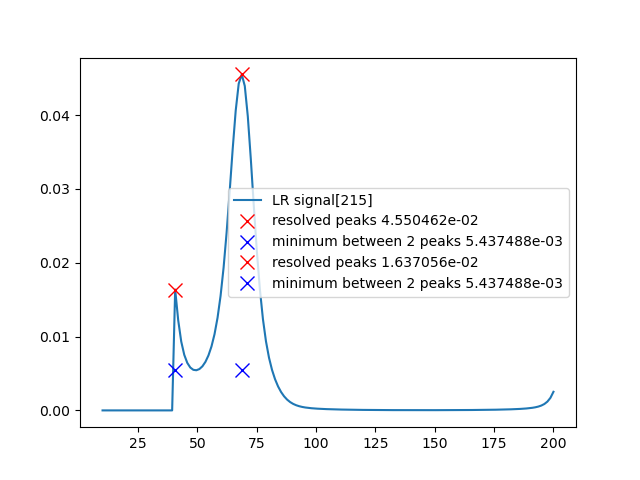 0.04
0.03
0.02
0.01
0.00
LR signal[215]
resolved peaks 4.550462e-02
minimum between 2 peaks 5.437488e-03
resolved peaks 1.637056e-02
minimum between 2 peaks 5.437488e-03
25 50 75 100 125 150 175 200